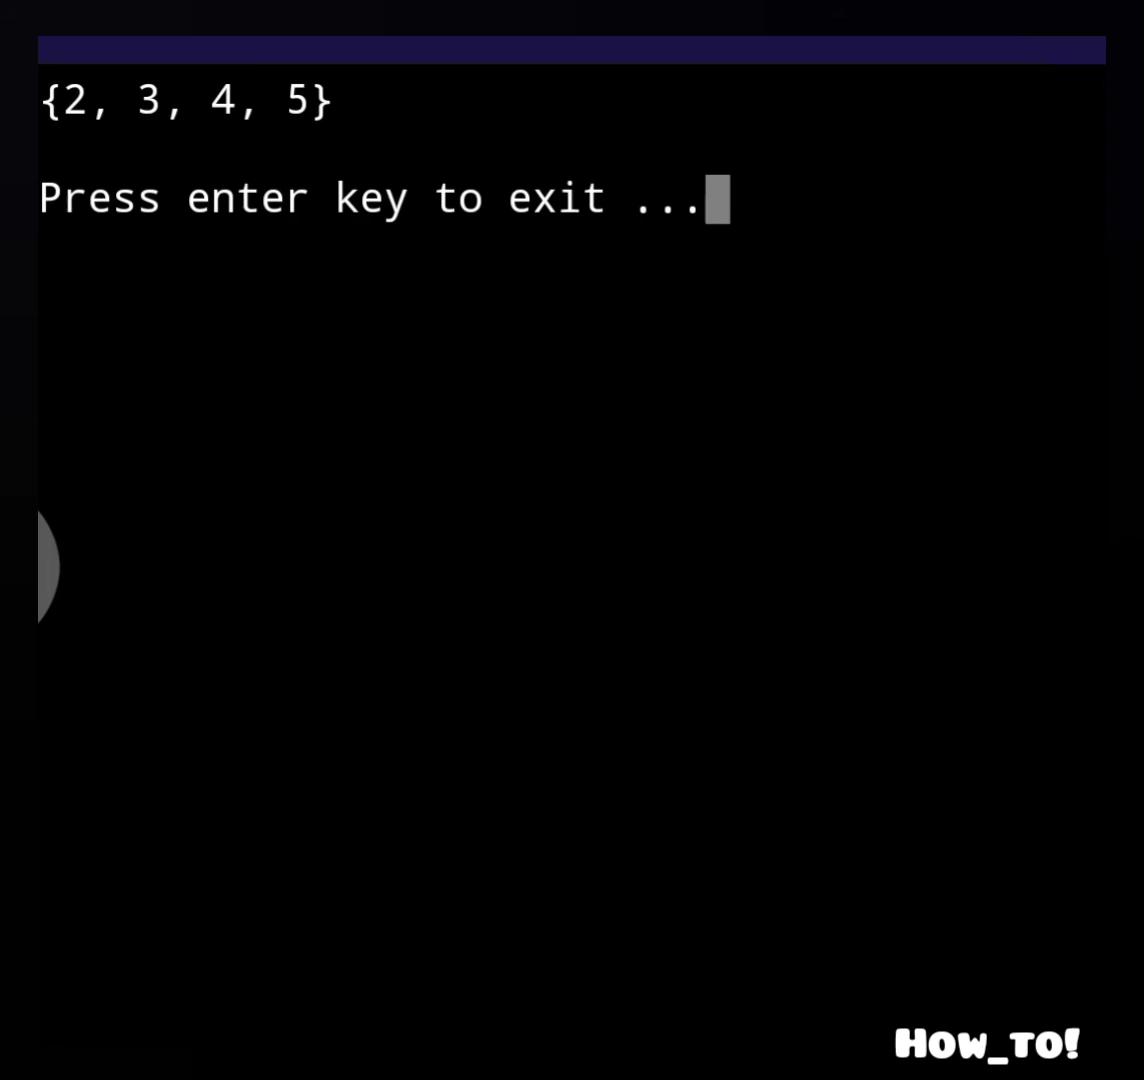 {2, 3, 4, 5}
Press enter key to exit ...
How_to!